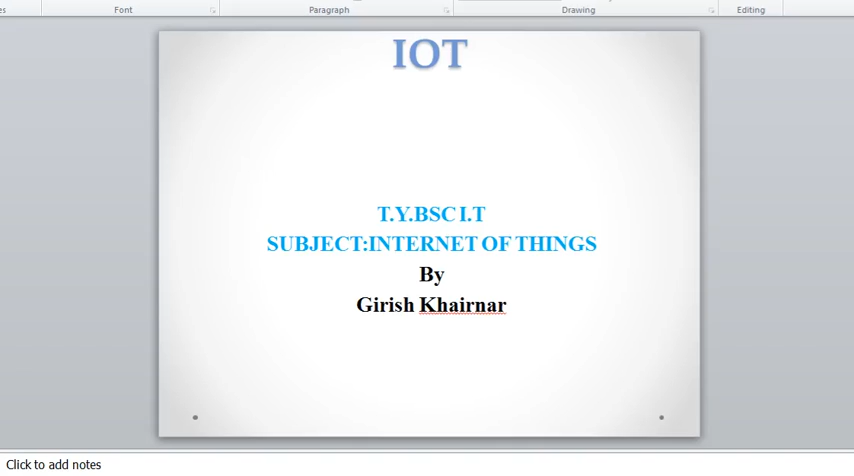 Font Paragraph Drawing Editing
IOT
T.Y.BSC I.T
SUBJECT:INTERNET OF THINGS
By
Girish Khairnar
Click to add notes